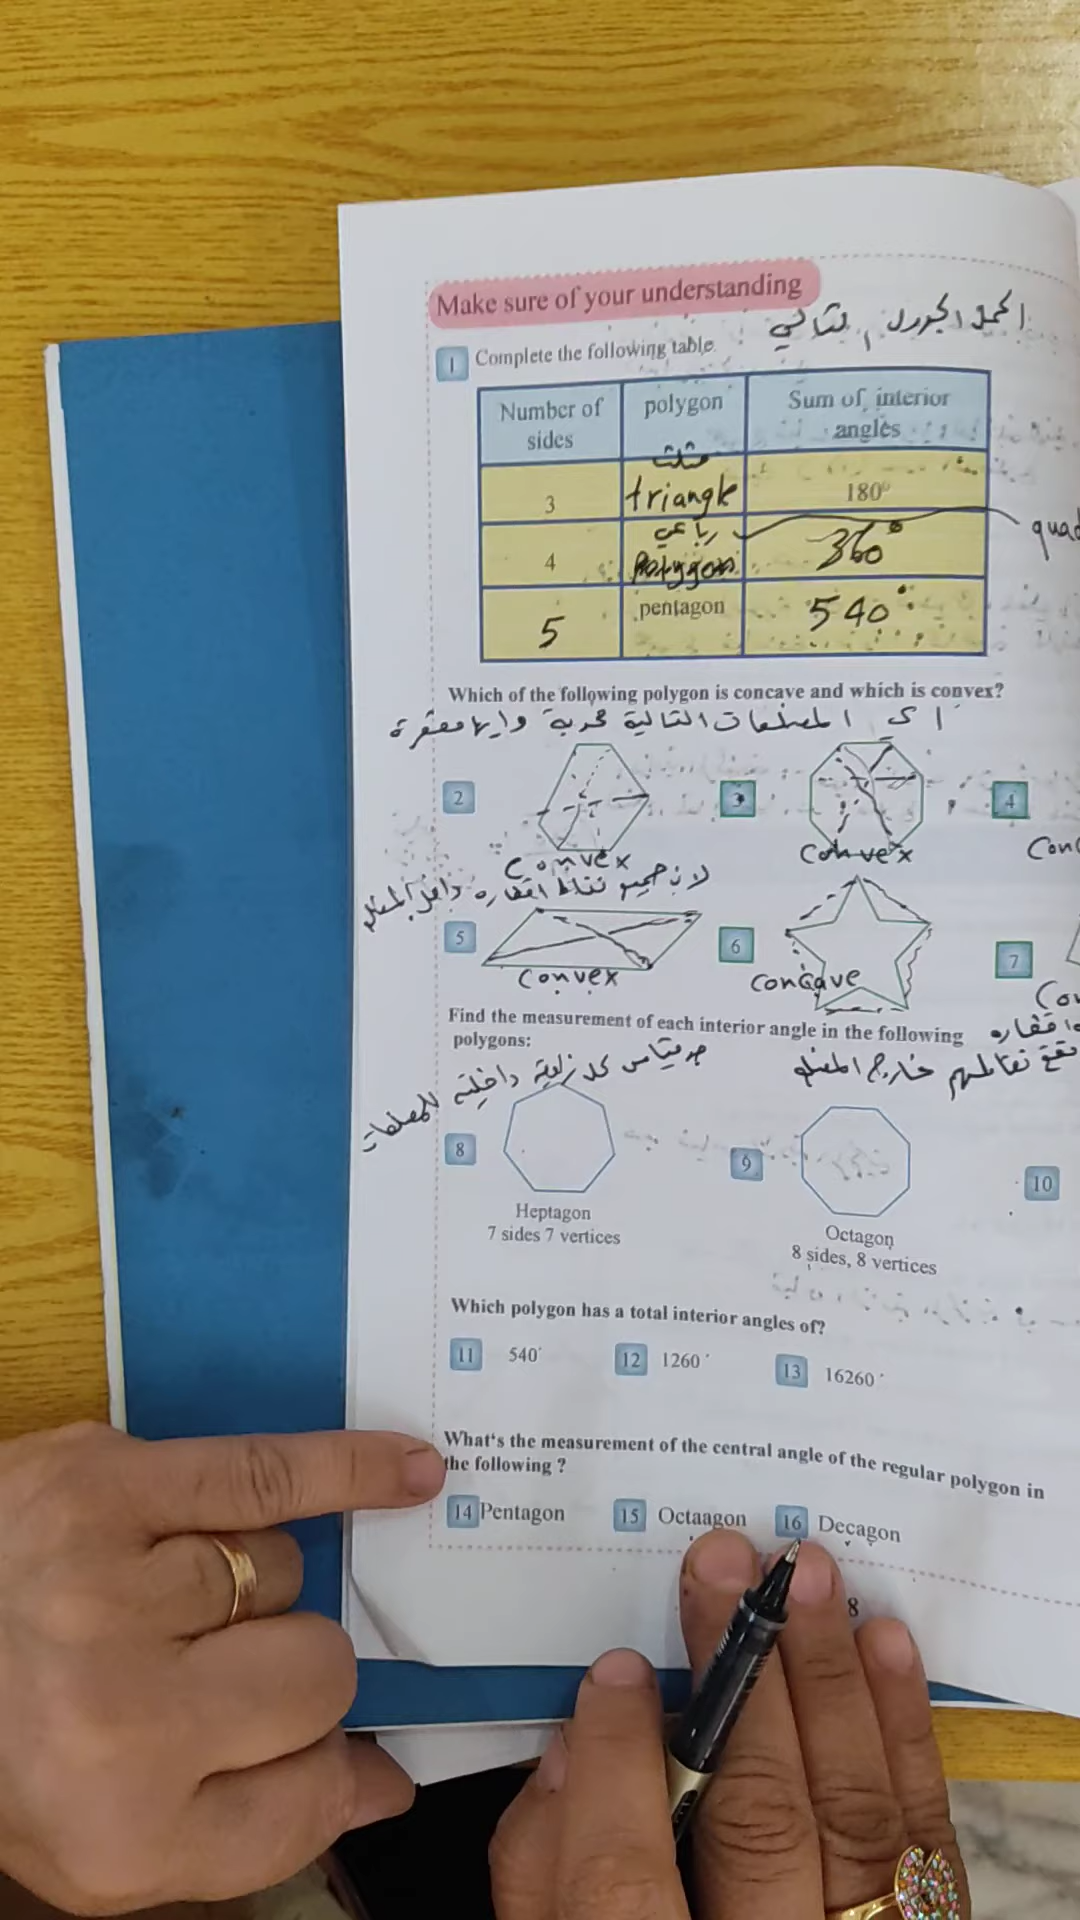 Make sure of your understanding
اكمل الجدول التالي
1 Complete the following table.
Number of sides
polygon
Sum of interior angles
3
مثلث
triangle
180°
4
رباعي
polygon
360°
quad
5
pentagon
540°
Which of the following polygon is concave and which is convex?
اي المضلعات التالية محدبة وايها مقعرة
2
3
4
convex
convex
Conc
لان جميع نقاط اقطاره داخل المضلع
5
6
7
convex
concave
Con
Find the measurement of each interior angle in the following
polygons:
اقطاره
جد قياس كل زاوية داخلية للمضلعات
تقع نقاطهم خارج المضلع
8
9
10
Heptagon
7 sides 7 vertices
Octagon
8 sides, 8 vertices
Which polygon has a total interior angles of?
11 540° 12 1260° 13 16260°
What's the measurement of the central angle of the regular polygon in
the following ?
14 Pentagon 15 Octaagon 16 Decagon
8